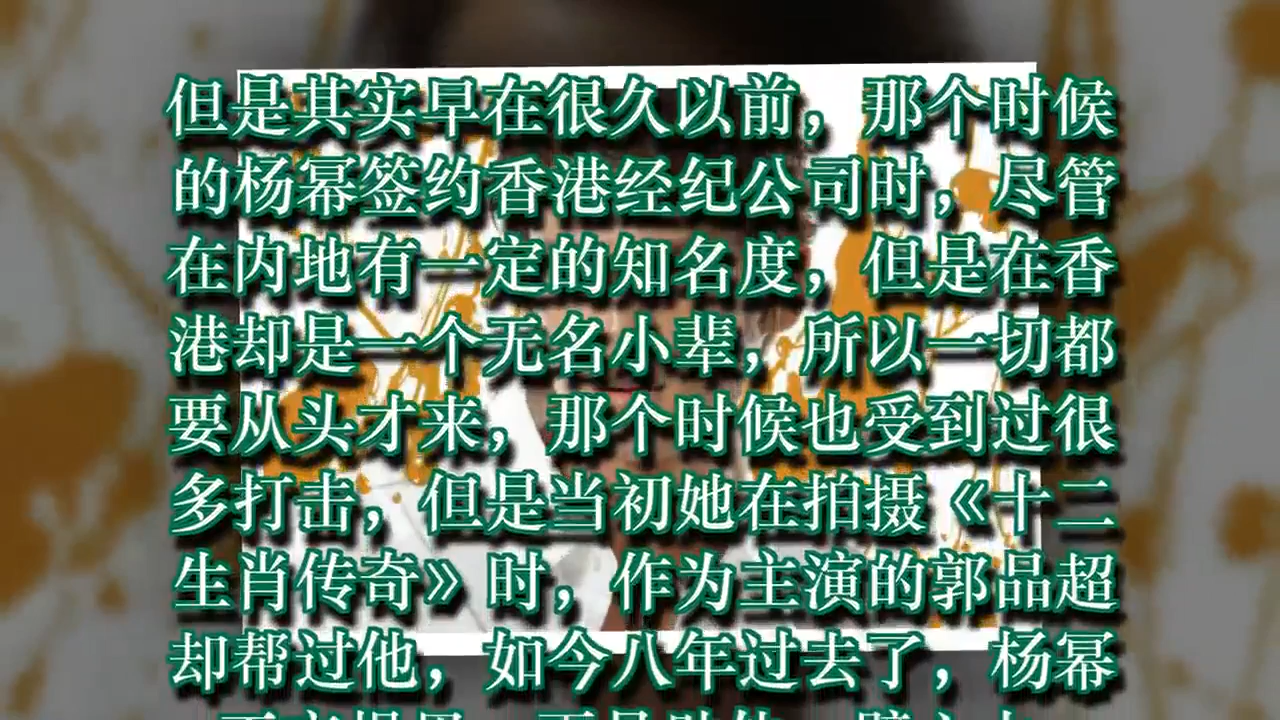 但是其实早在很久以前，那个时候
的杨幂签约香港经纪公司时，尽管
在内地有一定的知名度，但是在香
港却是一个无名小辈，所以一切都
要从头才来，那个时候也受到过很
多打击，但是当初她在拍摄《十二
生肖传奇》时，作为主演的郭品超
却帮过他，如今八年过去了，杨幂